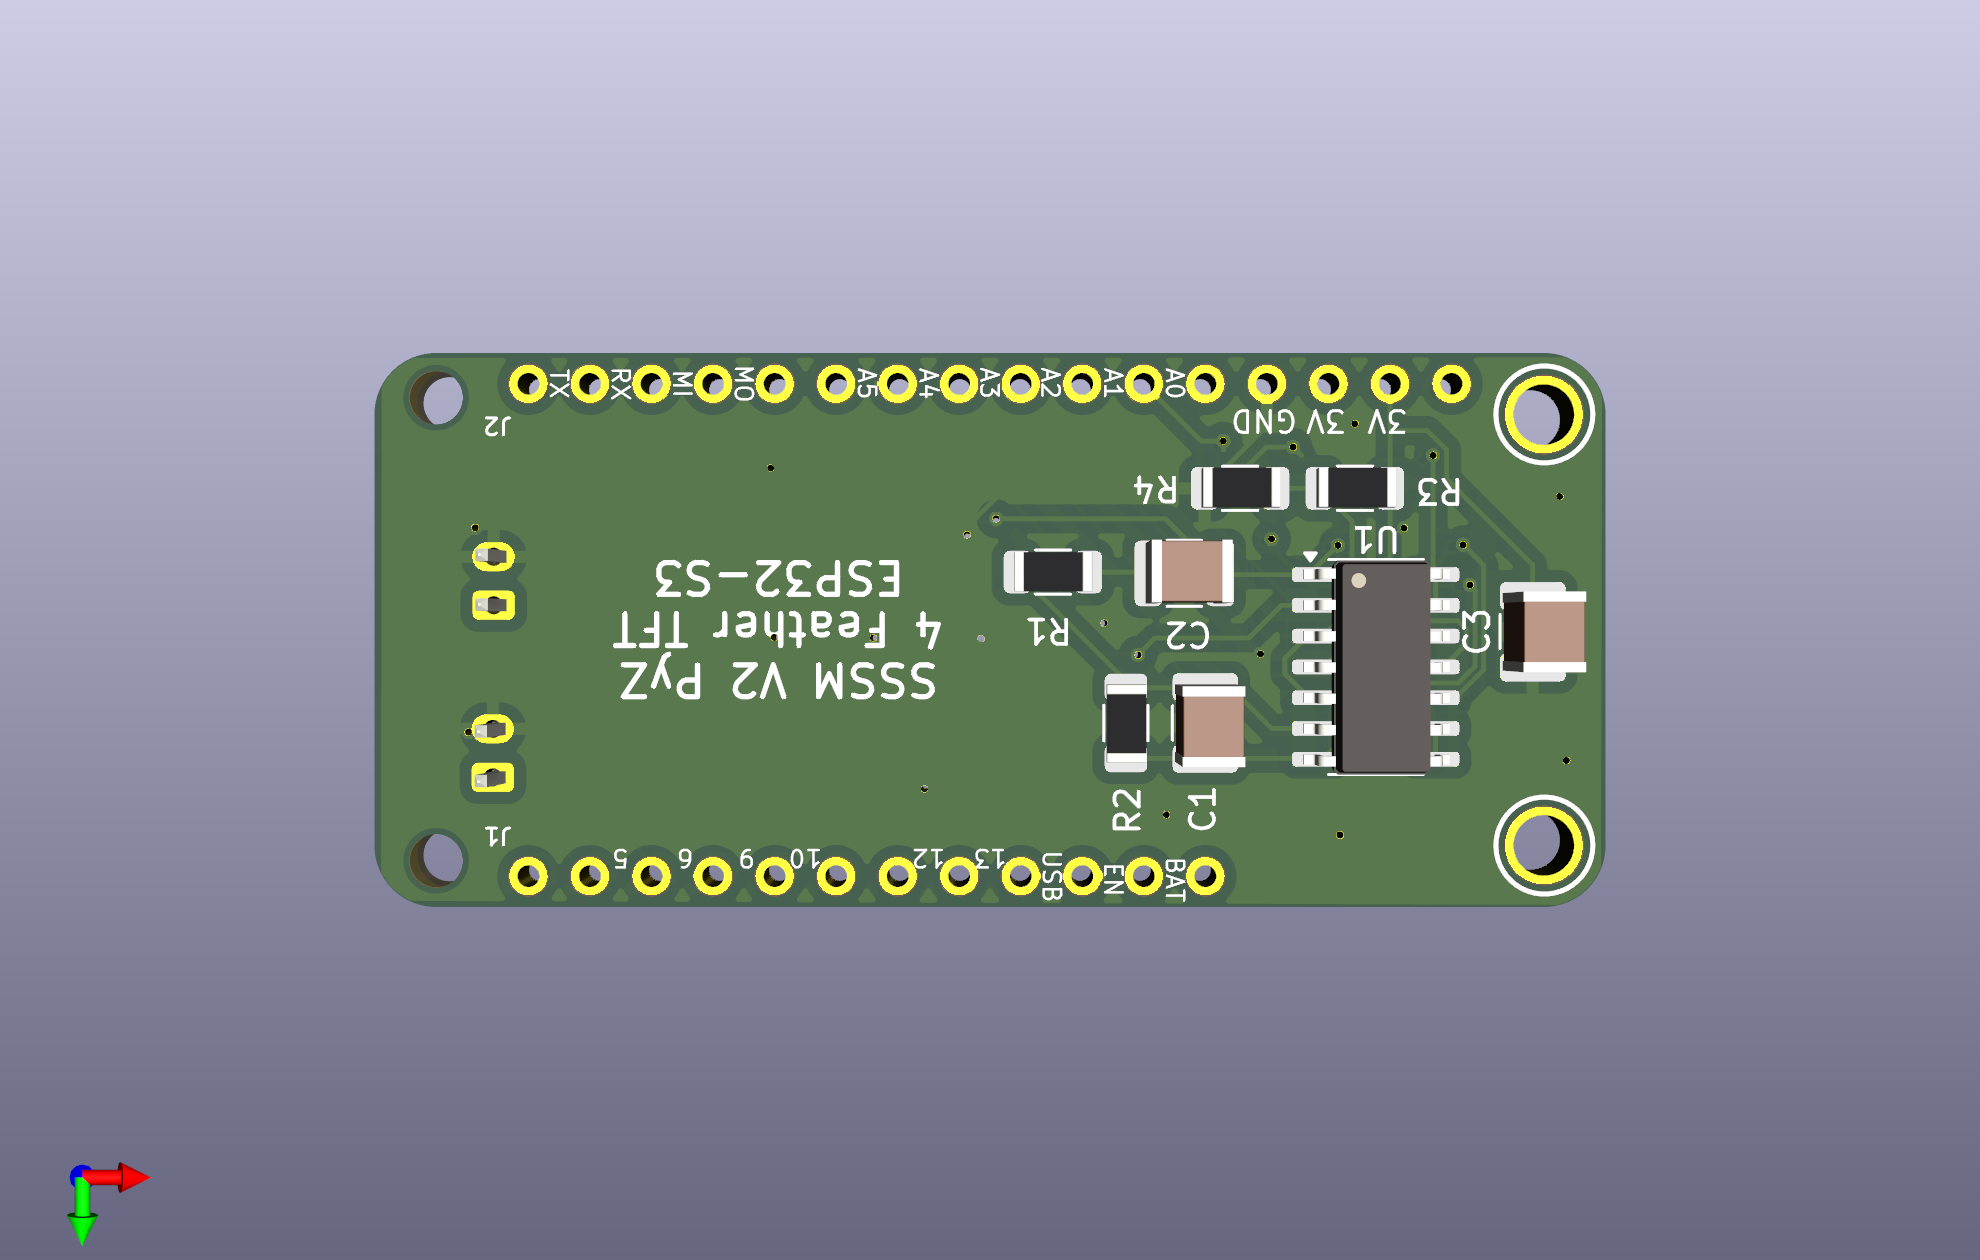 BAT
EN
USB
13
12
10
9
6
5
J1
C1
R2
SSSM V2 PyZ
4 Feather TFT
ESP32-S3
C3
C2
R1
U1
R3
R4
J2
3V
3V
GND
A0
A1
A2
A3
A4
A5
MO
MI
RX
TX